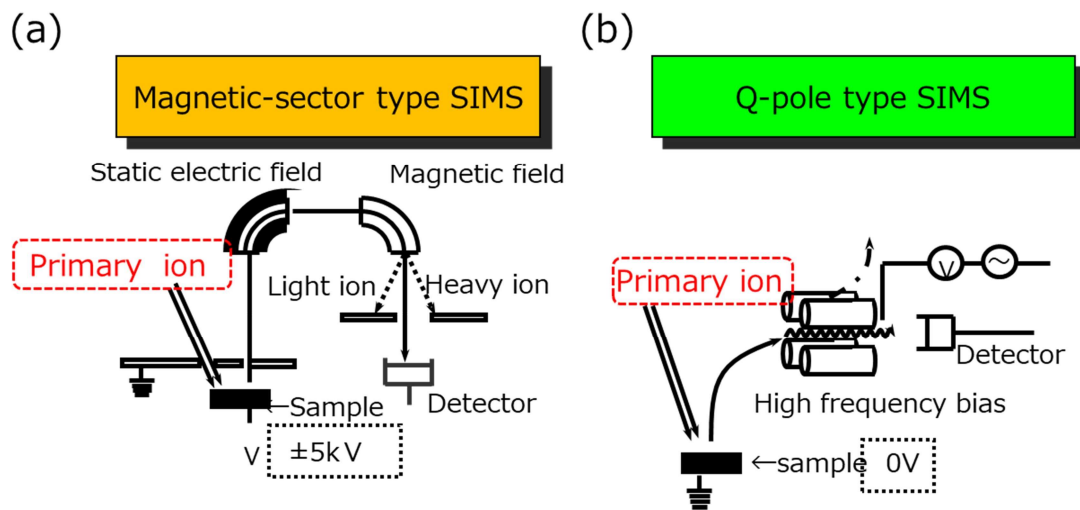 (a)
Magnetic-sector type SIMS
Static electric field
Magnetic field
Primary ion
Light ion
Heavy ion
←Sample
Detector
V
±5kV
(b)
Q-pole type SIMS
Primary ion
V
~
Detector
High frequency bias
←sample
0V